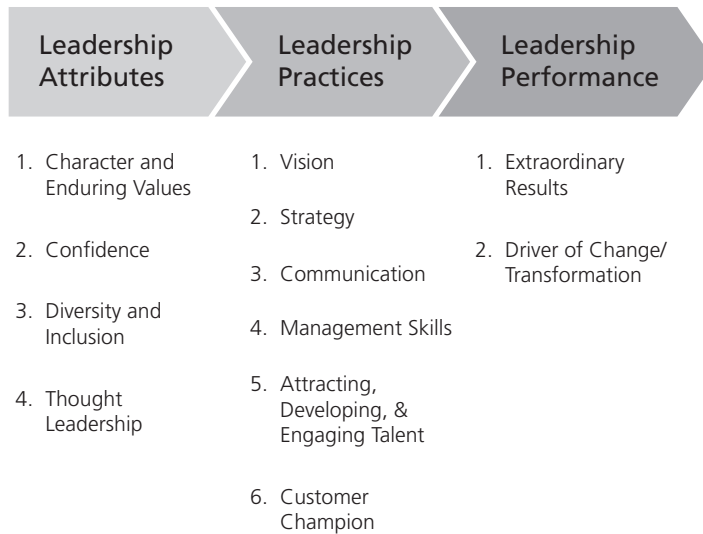 Leadership
Attributes
Leadership
Practices
Leadership
Performance
1. Character and
Enduring Values
2. Confidence
3. Diversity and
Inclusion
4. Thought
Leadership
1. Vision
2. Strategy
3. Communication
4. Management Skills
5. Attracting,
Developing, &
Engaging Talent
6. Customer
Champion
1. Extraordinary
Results
2. Driver of Change/
Transformation